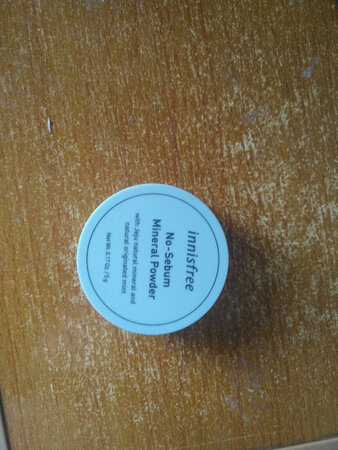 innisfree
No-Sebum
Mineral Powder
with Jeju natural mineral and
natural originated mint
Net Wt. 0.17 Oz./5g